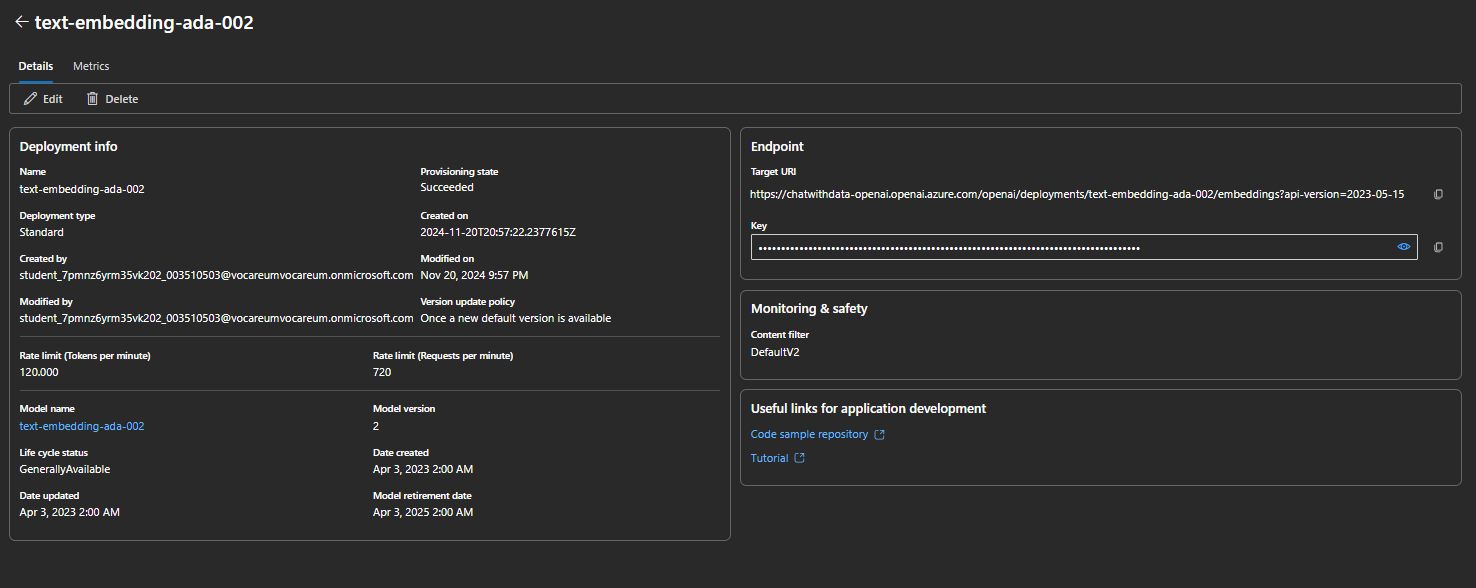 text-embedding-ada-002
Details
Metrics
Edit
Delete
Deployment info
Name
text-embedding-ada-002
Provisioning state
Succeeded
Deployment type
Standard
Created on
2024-11-20T20:57:22.2377615Z
Created by
student_7pmnz6yrm35vk202_003510503@vocareumvocareum.onmicrosoft.com
Modified on
Nov 20, 2024 9:57 PM
Modified by
student_7pmnz6yrm35vk202_003510503@vocareumvocareum.onmicrosoft.com
Version update policy
Once a new default version is available
Rate limit (Tokens per minute)
120.000
Rate limit (Requests per minute)
720
Model name
text-embedding-ada-002
Model version
2
Life cycle status
GenerallyAvailable
Date created
Apr 3, 2023 2:00 AM
Date updated
Apr 3, 2023 2:00 AM
Model retirement date
Apr 3, 2025 2:00 AM
Endpoint
Target URI
https://chatwithdata-openai.openai.azure.com/openai/deployments/text-embedding-ada-002/embeddings?api-version=2023-05-15
Key
Monitoring & safety
Content filter
DefaultV2
Useful links for application development
Code sample repository
Tutorial